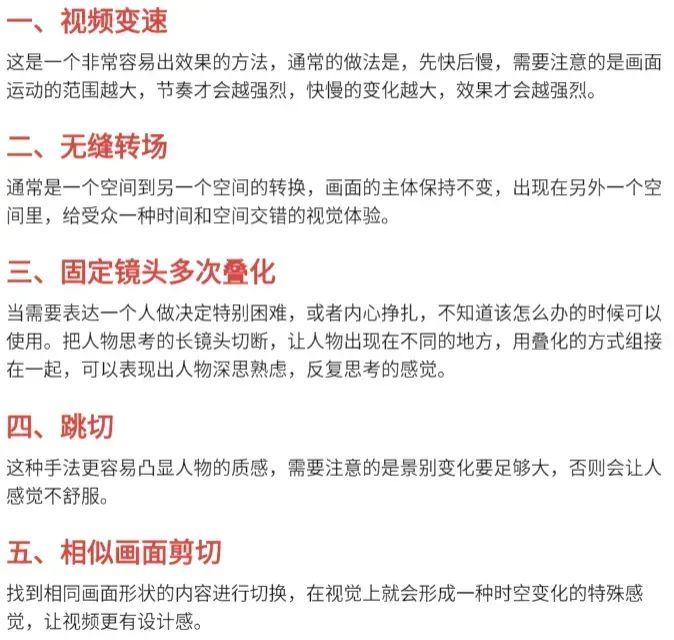 一、视频变速
这是一个非常容易出效果的方法，通常的做法是，先快后慢，需要注意的是画面
运动的范围越大，节奏才会越强烈，快慢的变化越大，效果才会越强烈。
二、无缝转场
通常是一个空间到另一个空间的转换，画面的主体保持不变，出现在另外一个空
间里，给受众一种时间和空间交错的视觉体验。
三、固定镜头多次叠化
当需要表达一个人做决定特别困难，或者内心挣扎，不知道该怎么办的时候可以
使用。把人物思考的长镜头切断，让人物出现在不同的地方，用叠化的方式组接
在一起，可以表现出人物深思熟虑，反复思考的感觉。
四、跳切
这种手法更容易凸显人物的质感，需要注意的是景别变化要足够大，否则会让人
感觉不舒服。
五、相似画面剪切
找到相同画面形状的内容进行切换，在视觉上就会形成一种时空变化的特殊感
觉，让视频更有设计感。